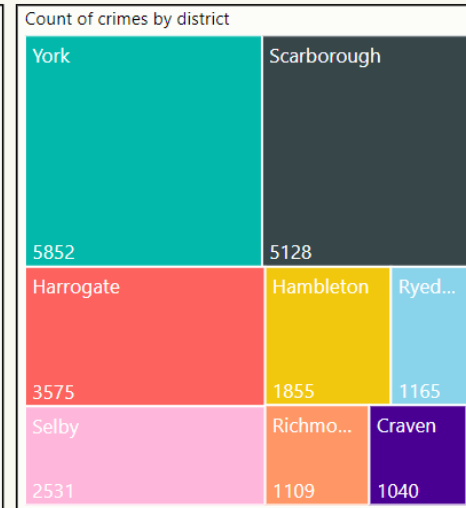 Count of crimes by district
York
Scarborough
5852
5128
Harrogate
Hambleton
Ryed...
3575
1855
1165
Selby
Richmo...
Craven
2531
1109
1040